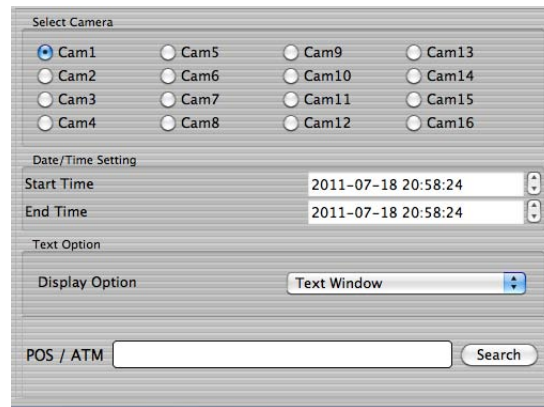 Select Camera
Cam1 Cam5 Cam9 Cam13
Cam2 Cam6 Cam10 Cam14
Cam3 Cam7 Cam11 Cam15
Cam4 Cam8 Cam12 Cam16
Date/Time Setting
Start Time 2011-07-18 20:58:24
End Time 2011-07-18 20:58:24
Text Option
Display Option Text Window
POS / ATM Search